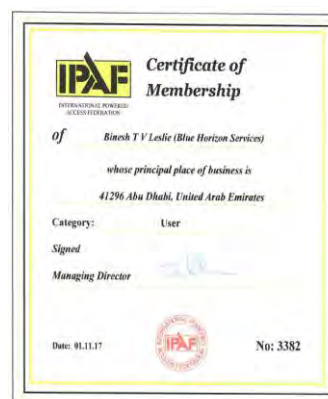 IPAF
Certificate of
Membership
INTERNATIONAL POWERED
ACCESS FEDERATION
of Binesh T V Leslie (Blue Horizon Services)
whose principal place of business is
41296 Abu Dhabi, United Arab Emirates
Category: User
Signed
Managing Director
Date: 01.11.17
IPAF
No: 3382